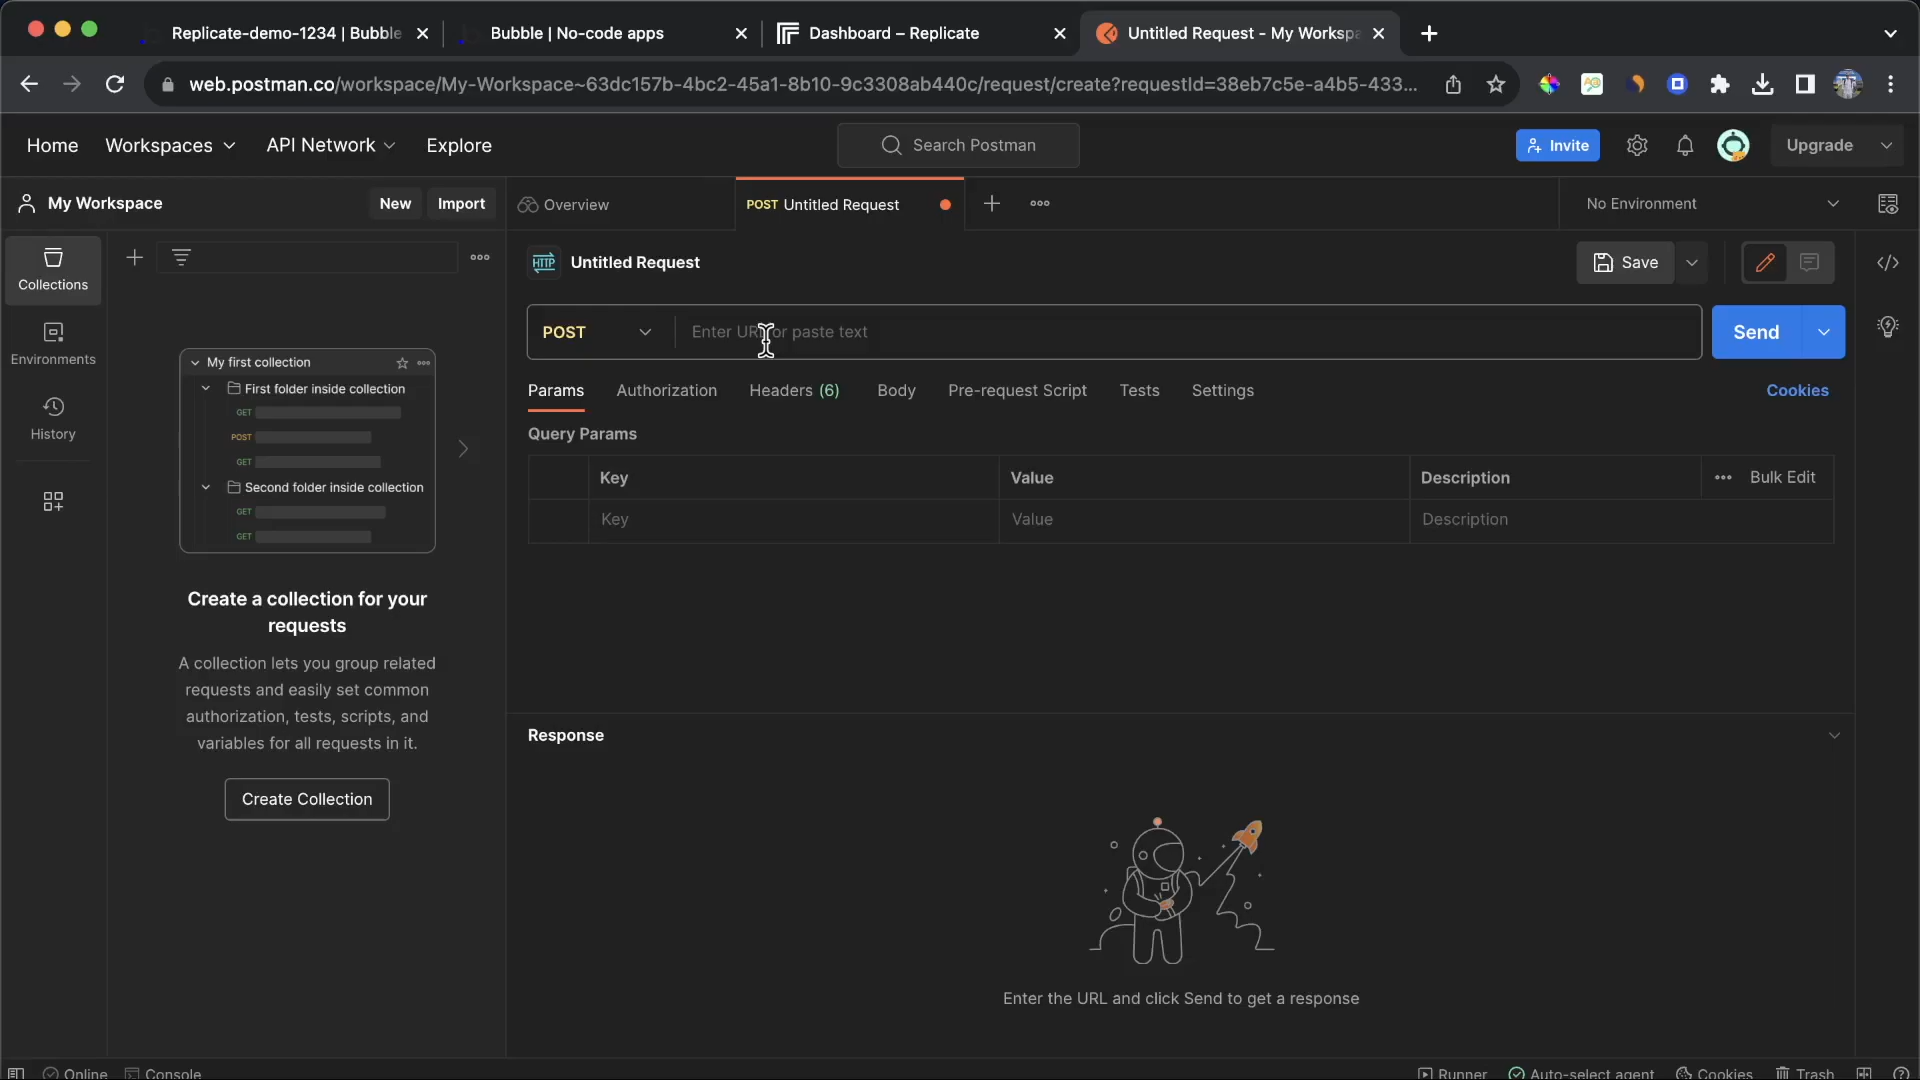 Replicate-demo-1234 | Bubble
Bubble | No-code apps
Dashboard – Replicate
Untitled Request - My Workspa
web.postman.co/workspace/My-Workspace~63dc157b-4bc2-45a1-8b10-9c3308ab440c/request/create?requestId=38eb7c5e-a4b5-433...
Home
Workspaces
API Network
Explore
Search Postman
Invite
Upgrade
My Workspace
New
Import
Overview
POST Untitled Request
No Environment
Collections
Environments
History
HTTP
Untitled Request
Save
POST
Enter URL or paste text
Send
Params
Authorization
Headers (6)
Body
Pre-request Script
Tests
Settings
Cookies
Query Params
Key
Value
Description
Bulk Edit
Key
Value
Description
My first collection
First folder inside collection
GET
POST
GET
Second folder inside collection
GET
GET
Create a collection for your
requests
A collection lets you group related
requests and easily set common
authorization, tests, scripts, and
variables for all requests in it.
Create Collection
Response
Enter the URL and click Send to get a response
Online
Console
Runner
Auto-select agent
Cookies
Trash